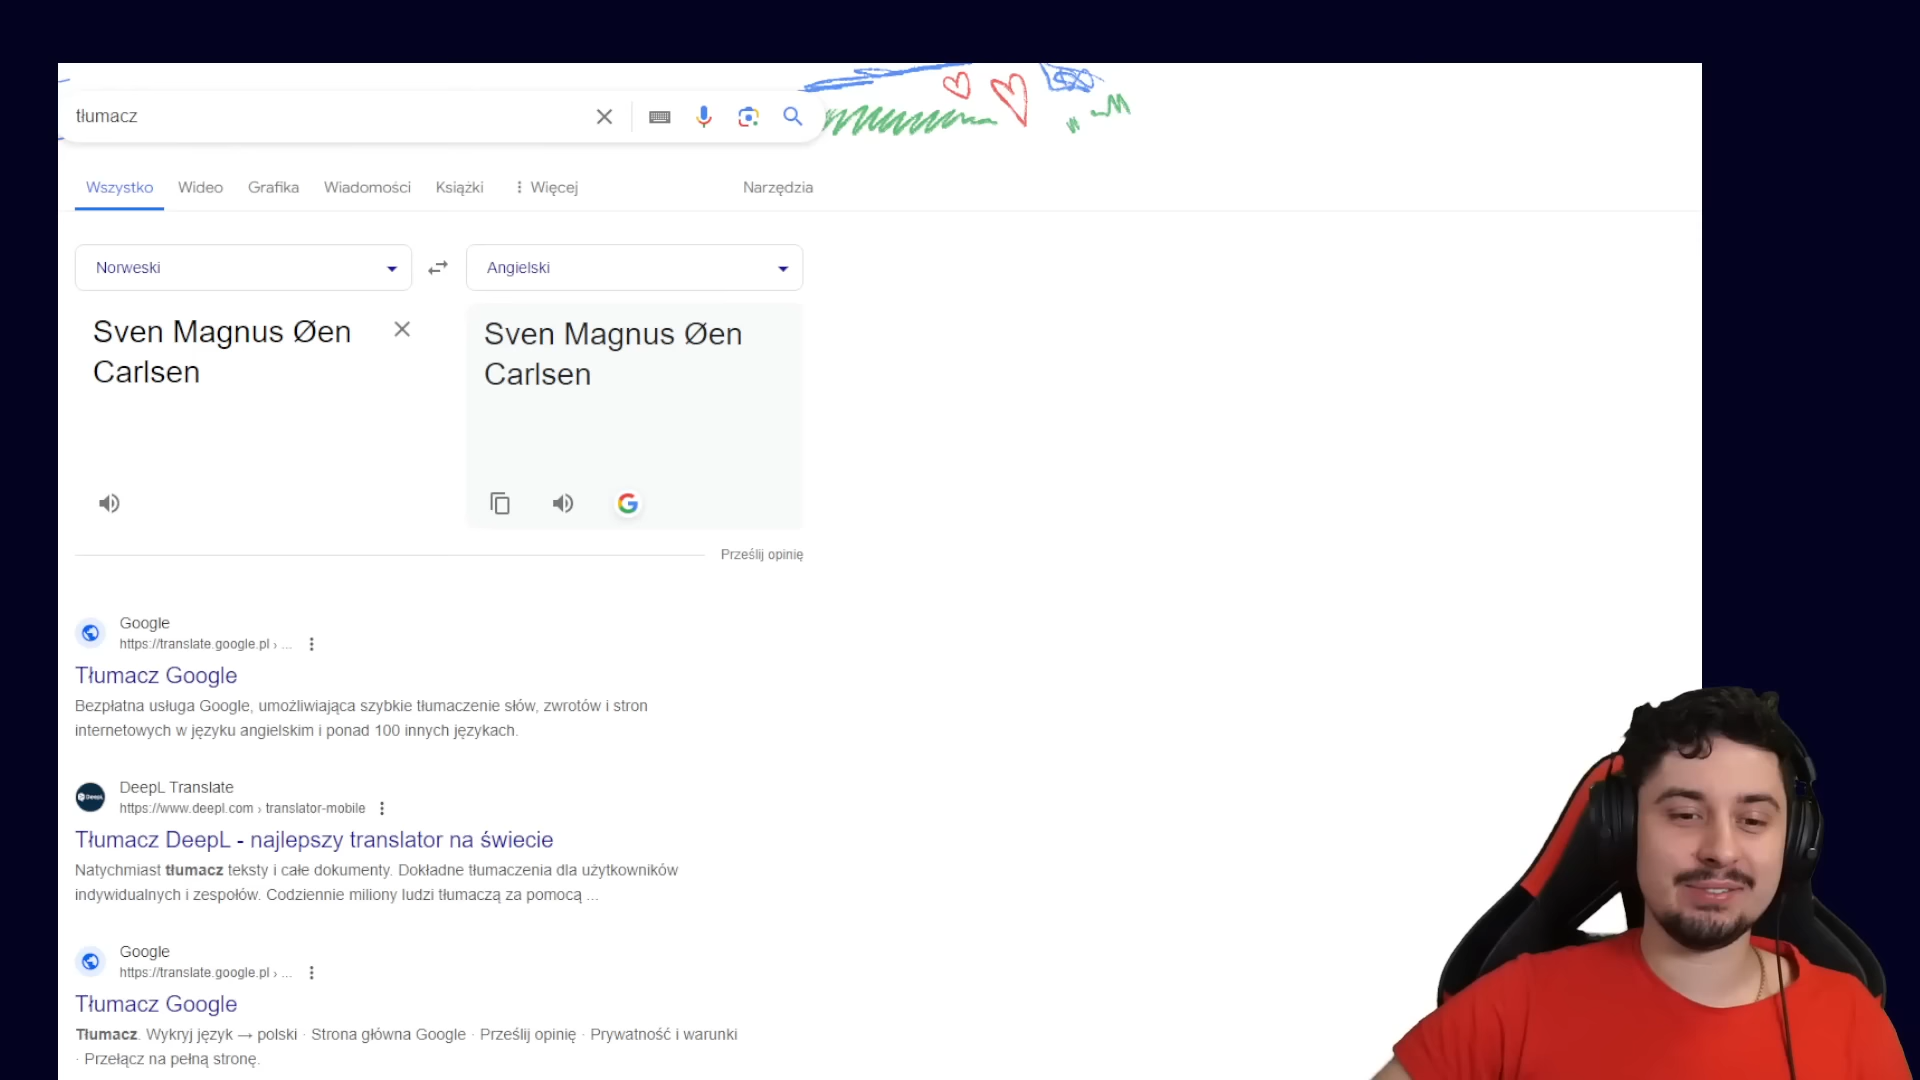 tłumacz
Wszystko Wideo Grafika Wiadomości Książki Więcej Narzędzia
Norweski Angielski
Sven Magnus Øen
Carlsen
Sven Magnus Øen
Carlsen
Prześlij opinię
Google
https://translate.google.pl › ...
Tłumacz Google
Bezpłatna usługa Google, umożliwiająca szybkie tłumaczenie słów, zwrotów i stron
internetowych w języku angielskim i ponad 100 innych językach.
DeepL Translate
https://www.deepl.com › translator-mobile
Tłumacz DeepL - najlepszy translator na świecie
Natychmiast tłumacz teksty i całe dokumenty. Dokładne tłumaczenia dla użytkowników
indywidualnych i zespołów. Codziennie miliony ludzi tłumaczą za pomocą ...
Google
https://translate.google.pl › ...
Tłumacz Google
Tłumacz. Wykryj język → polski · Strona główna Google · Prześlij opinię · Prywatność i warunki
· Przełącz na pełną stronę.